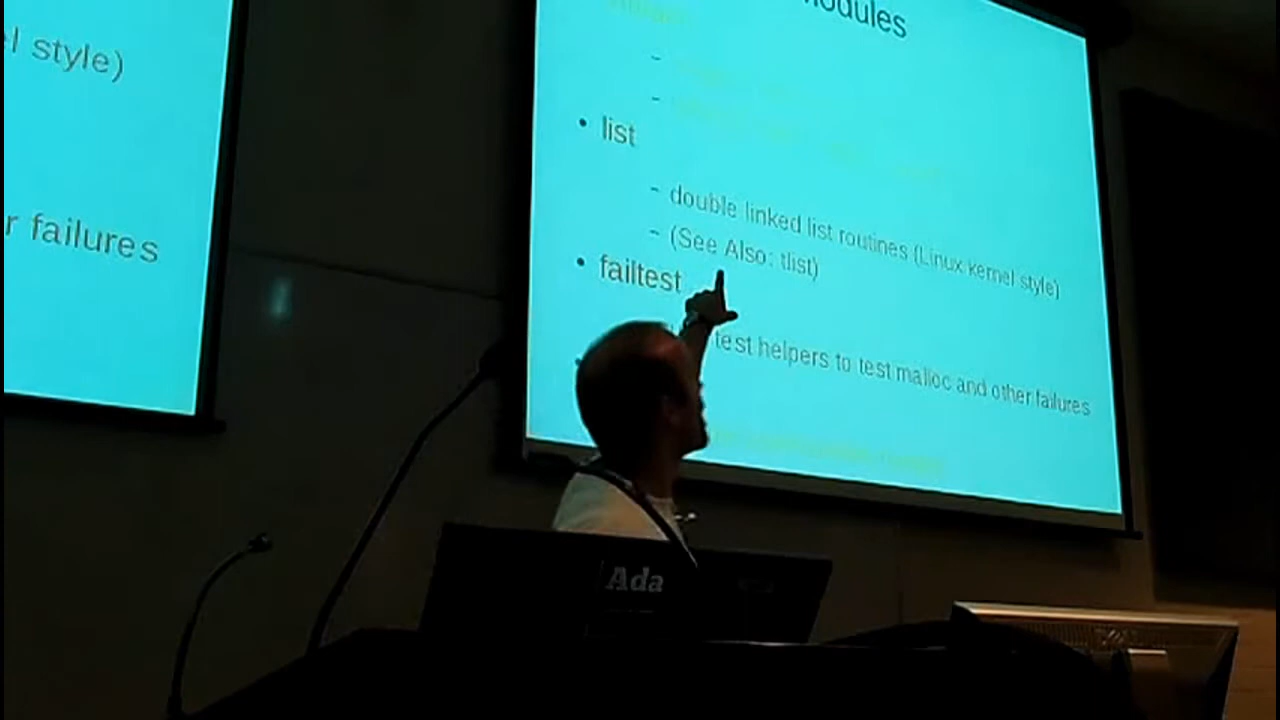 l style)
r failures
odules
• list
– double linked list routines (Linux kernel style)
– (See Also: tlist)
• failtest
test helpers to test malloc and other failures
Ada